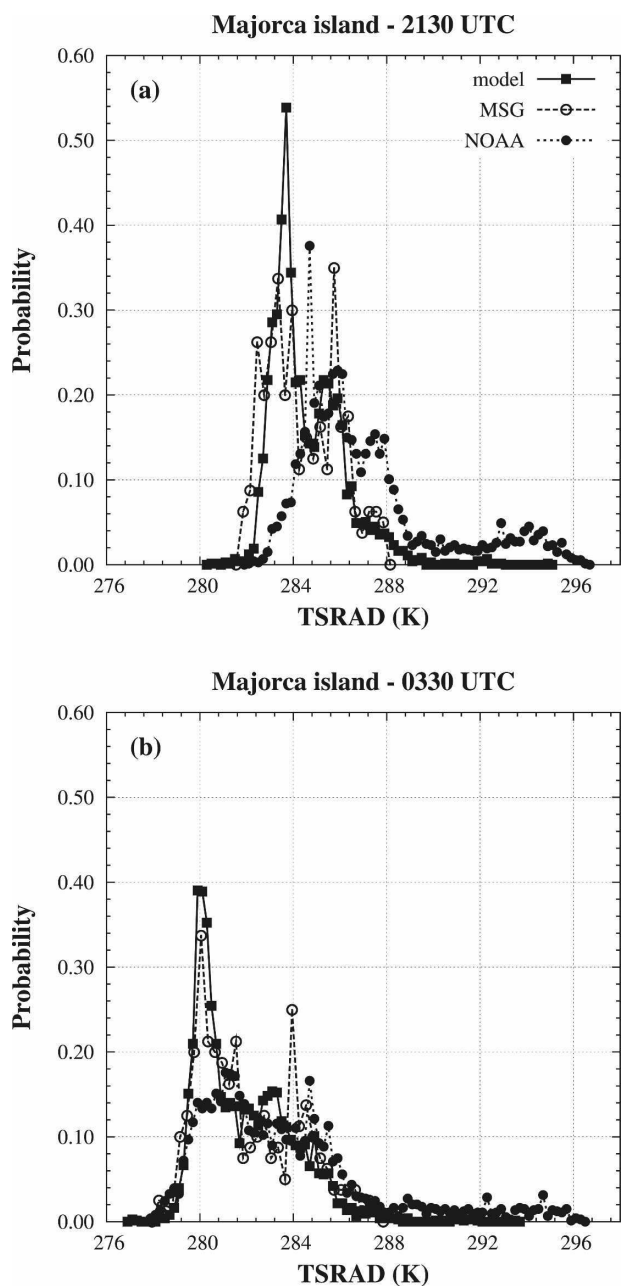 Majorca island - 2130 UTC
0.60
(a)
model
MSG
NOAA
0.50
0.40
0.30
0.20
0.10
0.00
Probability
276 280 284 288 292 296
TSRAD (K)
Majorca island - 0330 UTC
0.60
(b)
0.50
0.40
0.30
0.20
0.10
0.00
Probability
276 280 284 288 292 296
TSRAD (K)